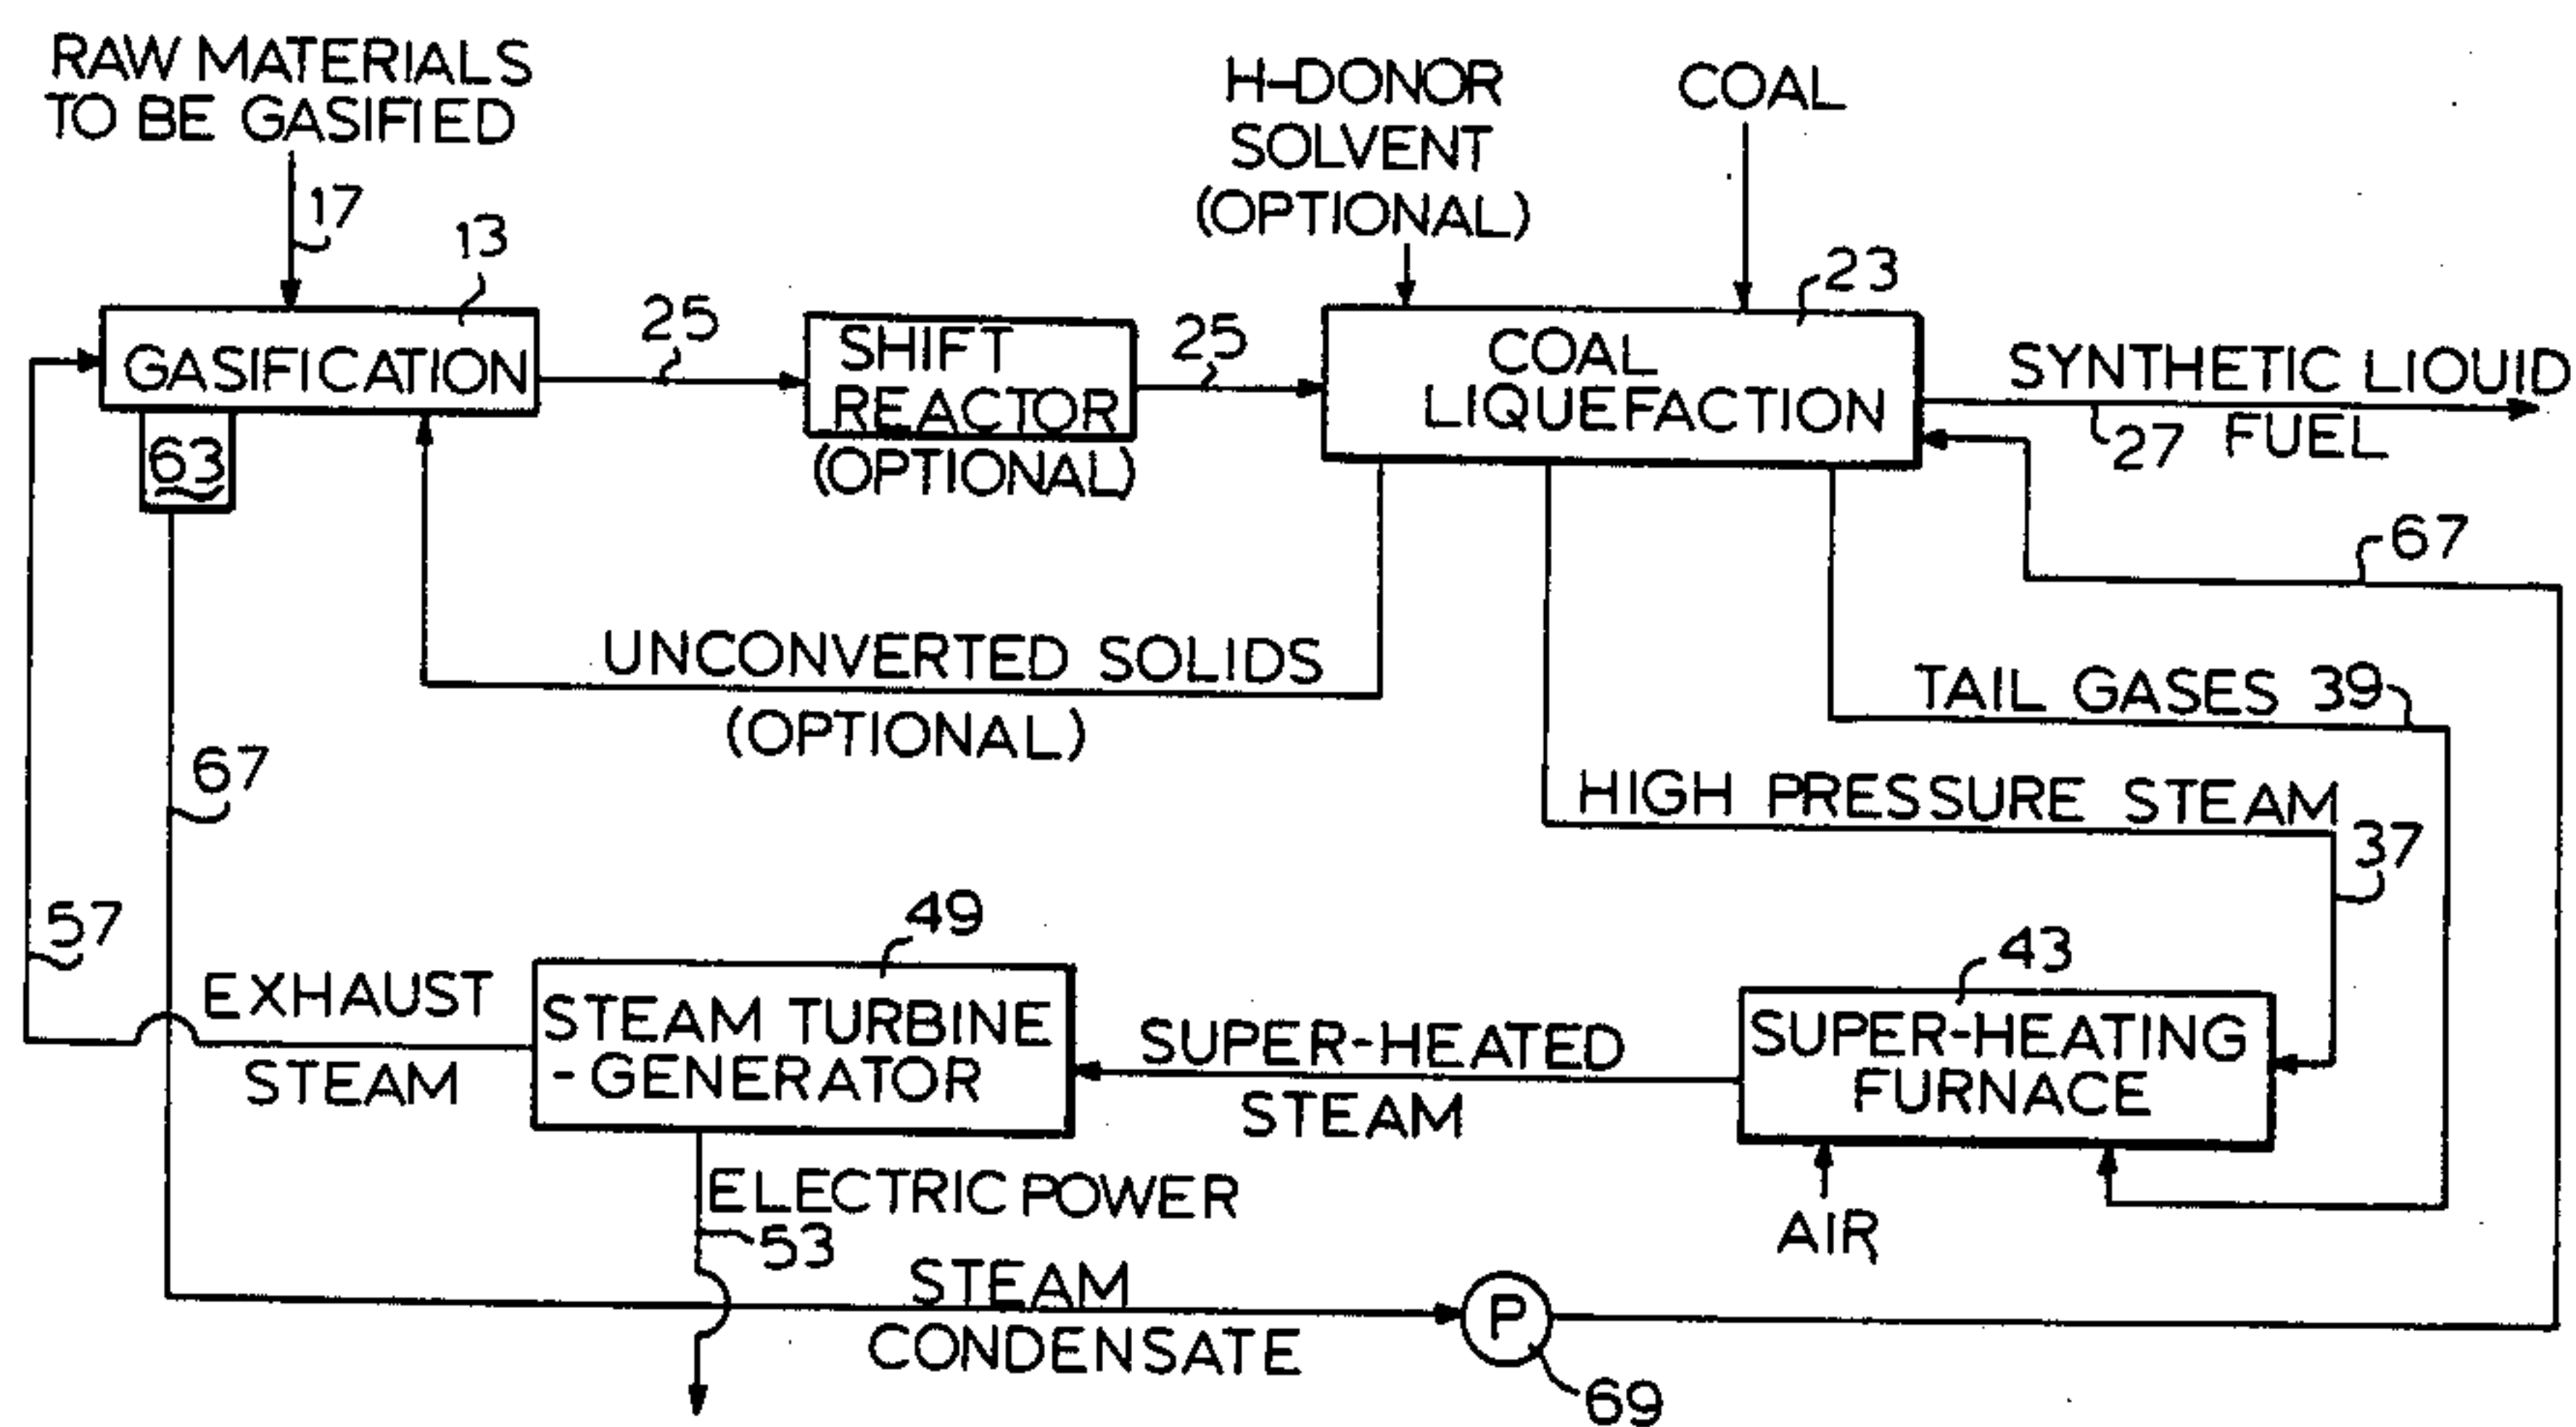 RAW MATERIALS
TO BE GASIFIED
17
13
GASIFICATION
63
25
SHIFT
REACTOR
(OPTIONAL)
25
H-DONOR
SOLVENT
(OPTIONAL)
COAL
23
COAL
LIQUEFACTION
SYNTHETIC LIQUID
FUEL
27
67
UNCONVERTED SOLIDS
(OPTIONAL)
TAIL GASES 39
HIGH PRESSURE STEAM
37
67
57
EXHAUST
STEAM
49
STEAM TURBINE
-GENERATOR
SUPER-HEATED
STEAM
43
SUPER-HEATING
FURNACE
AIR
ELECTRIC POWER
53
STEAM
CONDENSATE
P
69